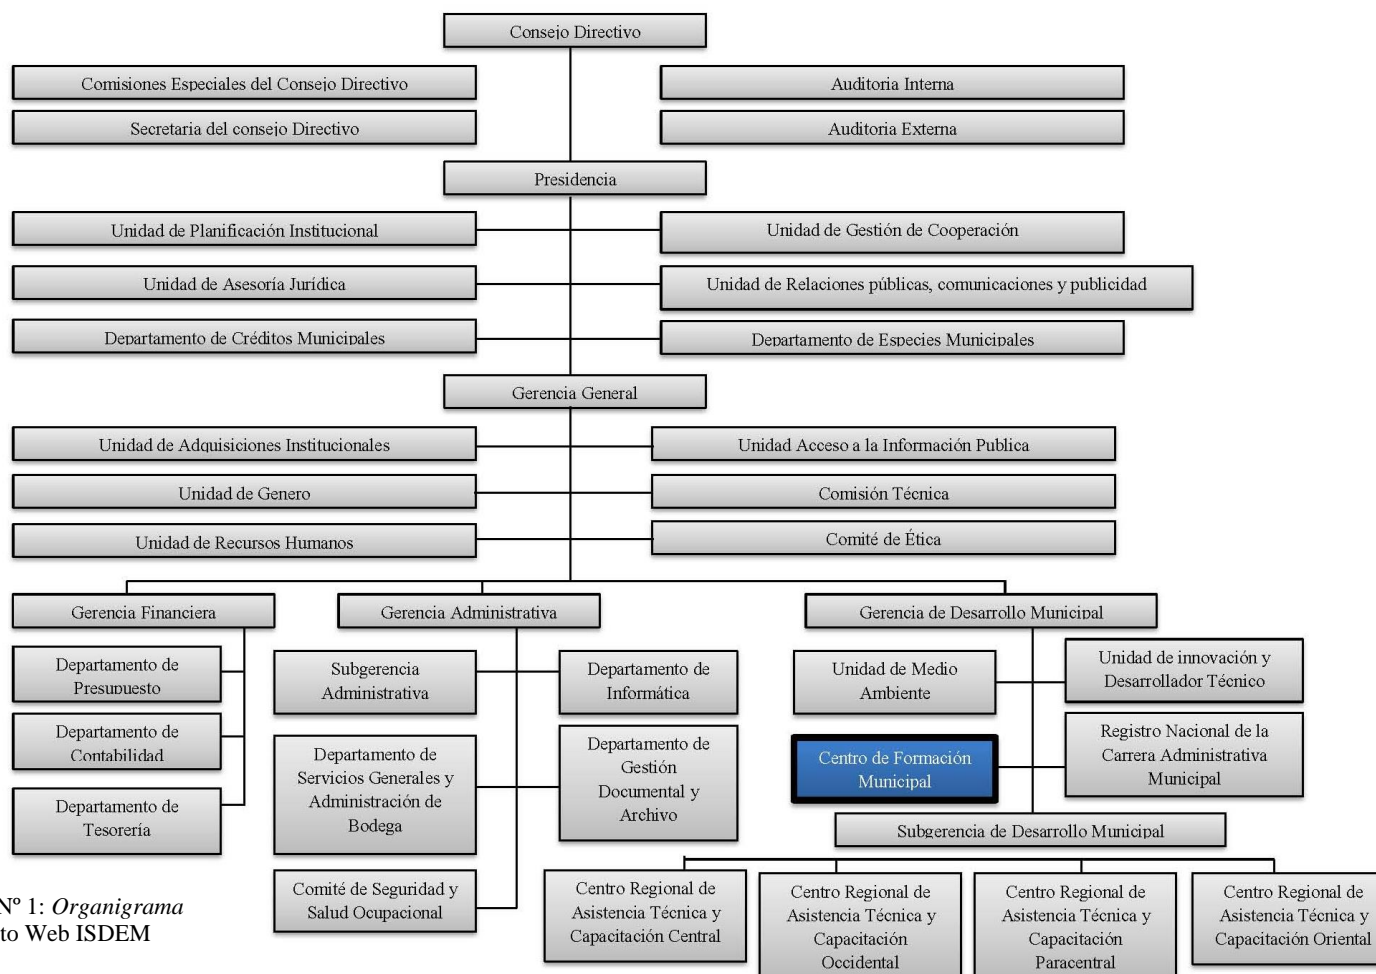 Consejo Directivo
Comisiones Especiales del Consejo Directivo
Auditoria Interna
Secretaria del consejo Directivo
Auditoria Externa
Presidencia
Unidad de Planificación Institucional
Unidad de Gestión de Cooperación
Unidad de Asesoría Jurídica
Unidad de Relaciones públicas, comunicaciones y publicidad
Departamento de Créditos Municipales
Departamento de Especies Municipales
Gerencia General
Unidad de Adquisiciones Institucionales
Unidad Acceso a la Información Publica
Unidad de Genero
Comisión Técnica
Unidad de Recursos Humanos
Comité de Ética
Gerencia Financiera
Gerencia Administrativa
Gerencia de Desarrollo Municipal
Departamento de
Presupuesto
Departamento de
Contabilidad
Departamento de
Tesorería
Subgerencia
Administrativa
Departamento de
Informática
Departamento de
Servicios Generales y
Administración de
Bodega
Departamento de
Gestión
Documental y
Archivo
Comité de Seguridad y
Salud Ocupacional
Unidad de Medio
Ambiente
Unidad de innovación y
Desarrollador Técnico
Centro de Formación
Municipal
Registro Nacional de la
Carrera Administrativa
Municipal
Subgerencia de Desarrollo Municipal
Centro Regional de
Asistencia Técnica y
Capacitación Central
Centro Regional de
Asistencia Técnica y
Capacitación
Occidental
Centro Regional de
Asistencia Técnica y
Capacitación
Paracentral
Centro Regional de
Asistencia Técnica y
Capacitación Oriental
Nº 1: Organigrama
to Web ISDEM